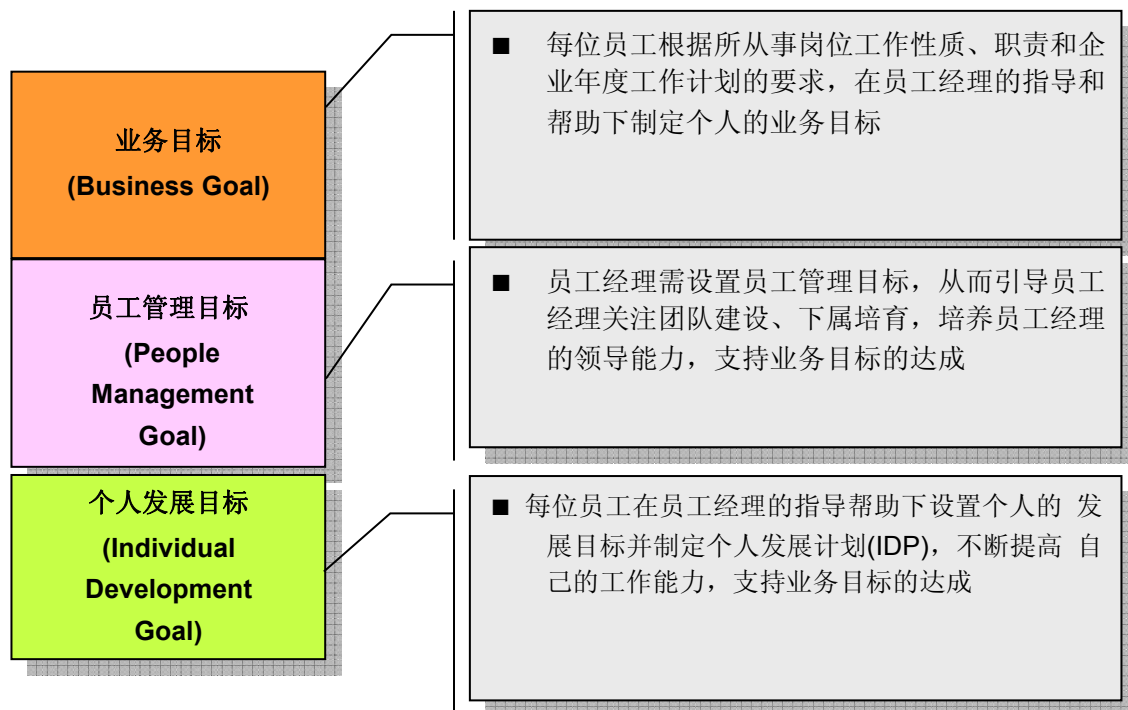 业务目标
(Business Goal)
■ 每位员工根据所从事岗位工作性质、职责和企
业年度工作计划的要求，在员工经理的指导和
帮助下制定个人的业务目标
员工管理目标
(People
Management
Goal)
■ 员工经理需设置员工管理目标，从而引导员工
经理关注团队建设、下属培育，培养员工经理
的领导能力，支持业务目标的达成
个人发展目标
(Individual
Development
Goal)
■ 每位员工在员工经理的指导帮助下设置个人的 发
展目标并制定个人发展计划(IDP)，不断提高 自
己的工作能力，支持业务目标的达成